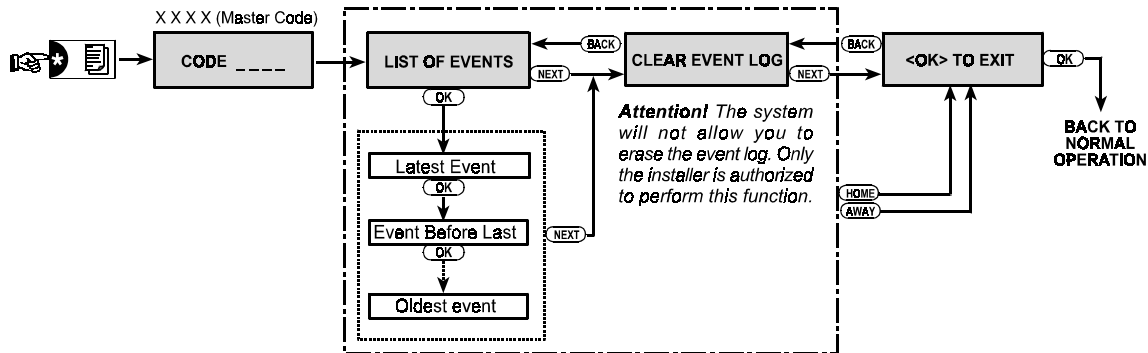 X X X X (Master Code)
*
CODE _ _ _ _
LIST OF EVENTS
BACK
NEXT
CLEAR EVENT LOG
BACK
NEXT
<OK> TO EXIT
OK
BACK TO
NORMAL
OPERATION
OK
Latest Event
OK
Event Before Last
OK
Oldest event
NEXT
Attention! The system
will not allow you to
erase the event log. Only
the installer is authorized
to perform this function.
HOME
AWAY